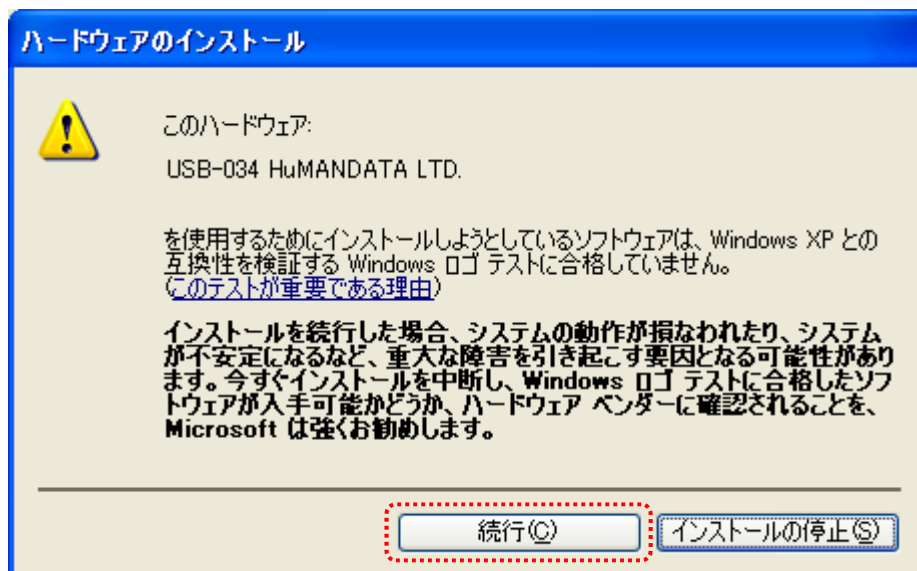 ハードウェアのインストール
このハードウェア:
USB-034 HuMANDATA LTD.
を使用するためにインストールしようとしているソフトウェアは、Windows XP との
互換性を検証する Windows ロゴ テストに合格していません。
(このテストが重要である理由)
インストールを続行した場合、システムの動作が損なわれたり、システム
が不安定になるなど、重大な障害を引き起こす要因となる可能性があり
ます。今すぐインストールを中断し、Windows ロゴ テストに合格したソフ
トウェアが入手可能かどうか、ハードウェア ベンダーに確認されることを、
Microsoft は強くお勧めします。
続行(C) インストールの停止(S)